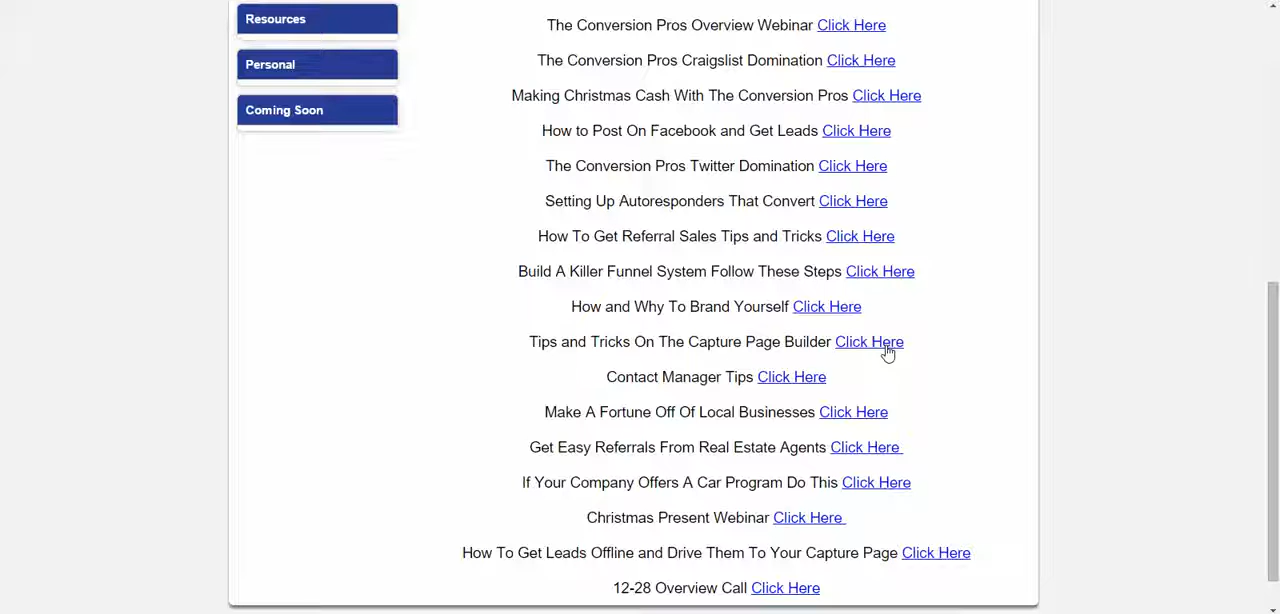 Resources
Personal
Coming Soon
The Conversion Pros Overview Webinar Click Here
The Conversion Pros Craigslist Domination Click Here
Making Christmas Cash With The Conversion Pros Click Here
How to Post On Facebook and Get Leads Click Here
The Conversion Pros Twitter Domination Click Here
Setting Up Autoresponders That Convert Click Here
How To Get Referral Sales Tips and Tricks Click Here
Build A Killer Funnel System Follow These Steps Click Here
How and Why To Brand Yourself Click Here
Tips and Tricks On The Capture Page Builder Click Here
Contact Manager Tips Click Here
Make A Fortune Off Of Local Businesses Click Here
Get Easy Referrals From Real Estate Agents Click Here
If Your Company Offers A Car Program Do This Click Here
Christmas Present Webinar Click Here
How To Get Leads Offline and Drive Them To Your Capture Page Click Here
12-28 Overview Call Click Here